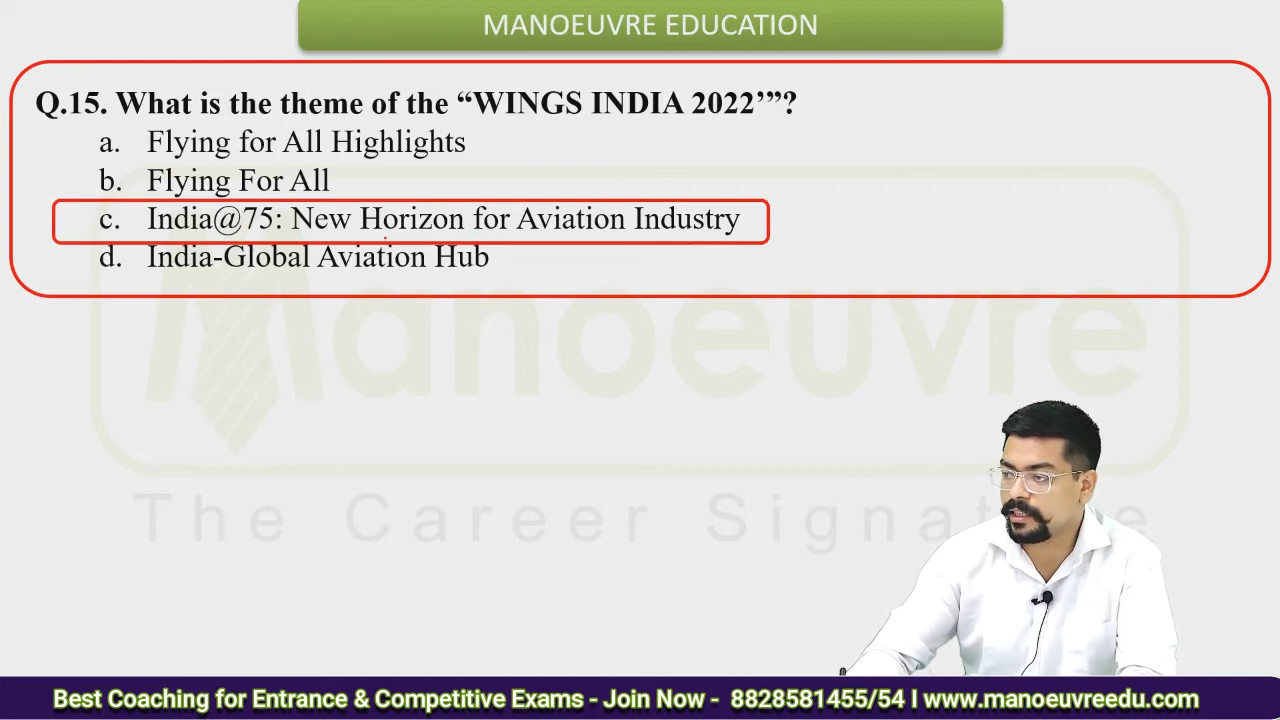 MANOEUVRE EDUCATION
Q.15. What is the theme of the “WINGS INDIA 2022’”?
a. Flying for All Highlights
b. Flying For All
c. India@75: New Horizon for Aviation Industry
d. India-Global Aviation Hub
Manoeuvre
The Career Signature
Best Coaching for Entrance & Competitive Exams - Join Now - 8828581455/54 I www.manoeuvreedu.com